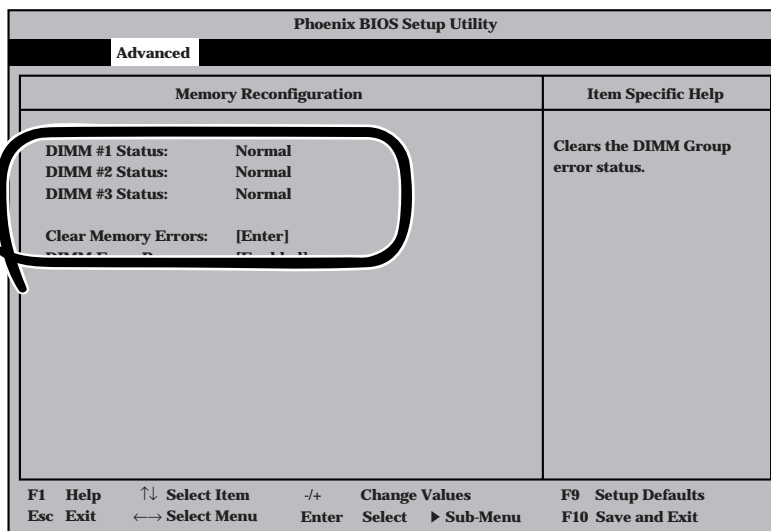 Phoenix BIOS Setup Utility
Advanced
Memory Reconfiguration
Item Specific Help
DIMM #1 Status: Normal
DIMM #2 Status: Normal
DIMM #3 Status: Normal
Clear Memory Errors: [Enter]
Clears the DIMM Group
error status.
F1 Help ↑↓ Select Item -/+ Change Values F9 Setup Defaults
Esc Exit ←→ Select Menu Enter Select ▶ Sub-Menu F10 Save and Exit